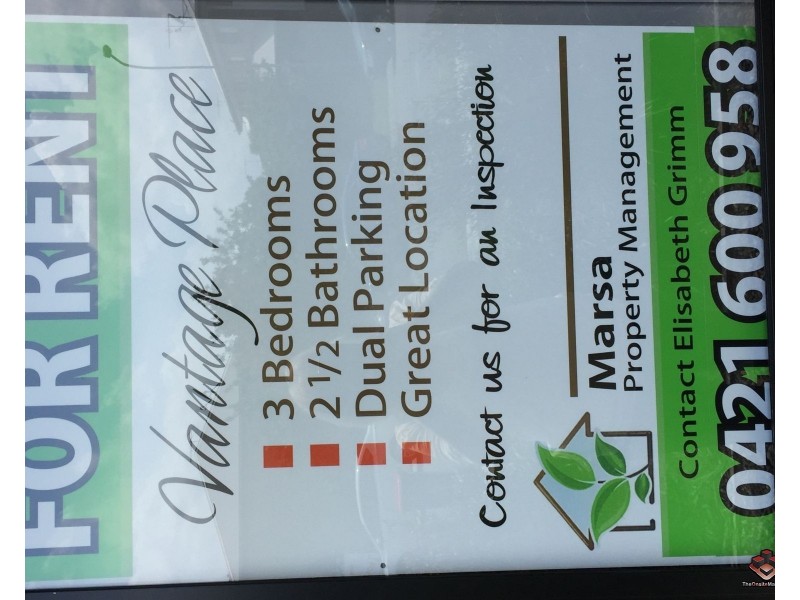 FOR RENT
Vantage Place
3 Bedrooms
2 1/2 Bathrooms
Dual Parking
Great Location
Contact us for an Inspection
Marsa
Property Management
Contact Elisabeth Grimm
0421 600 958